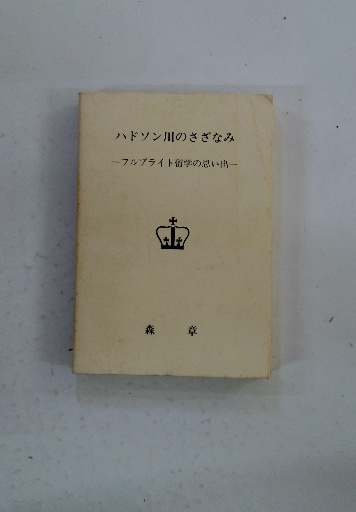 ハドソン川のさざなみ
―フルブライト留学の思い出―
森 章